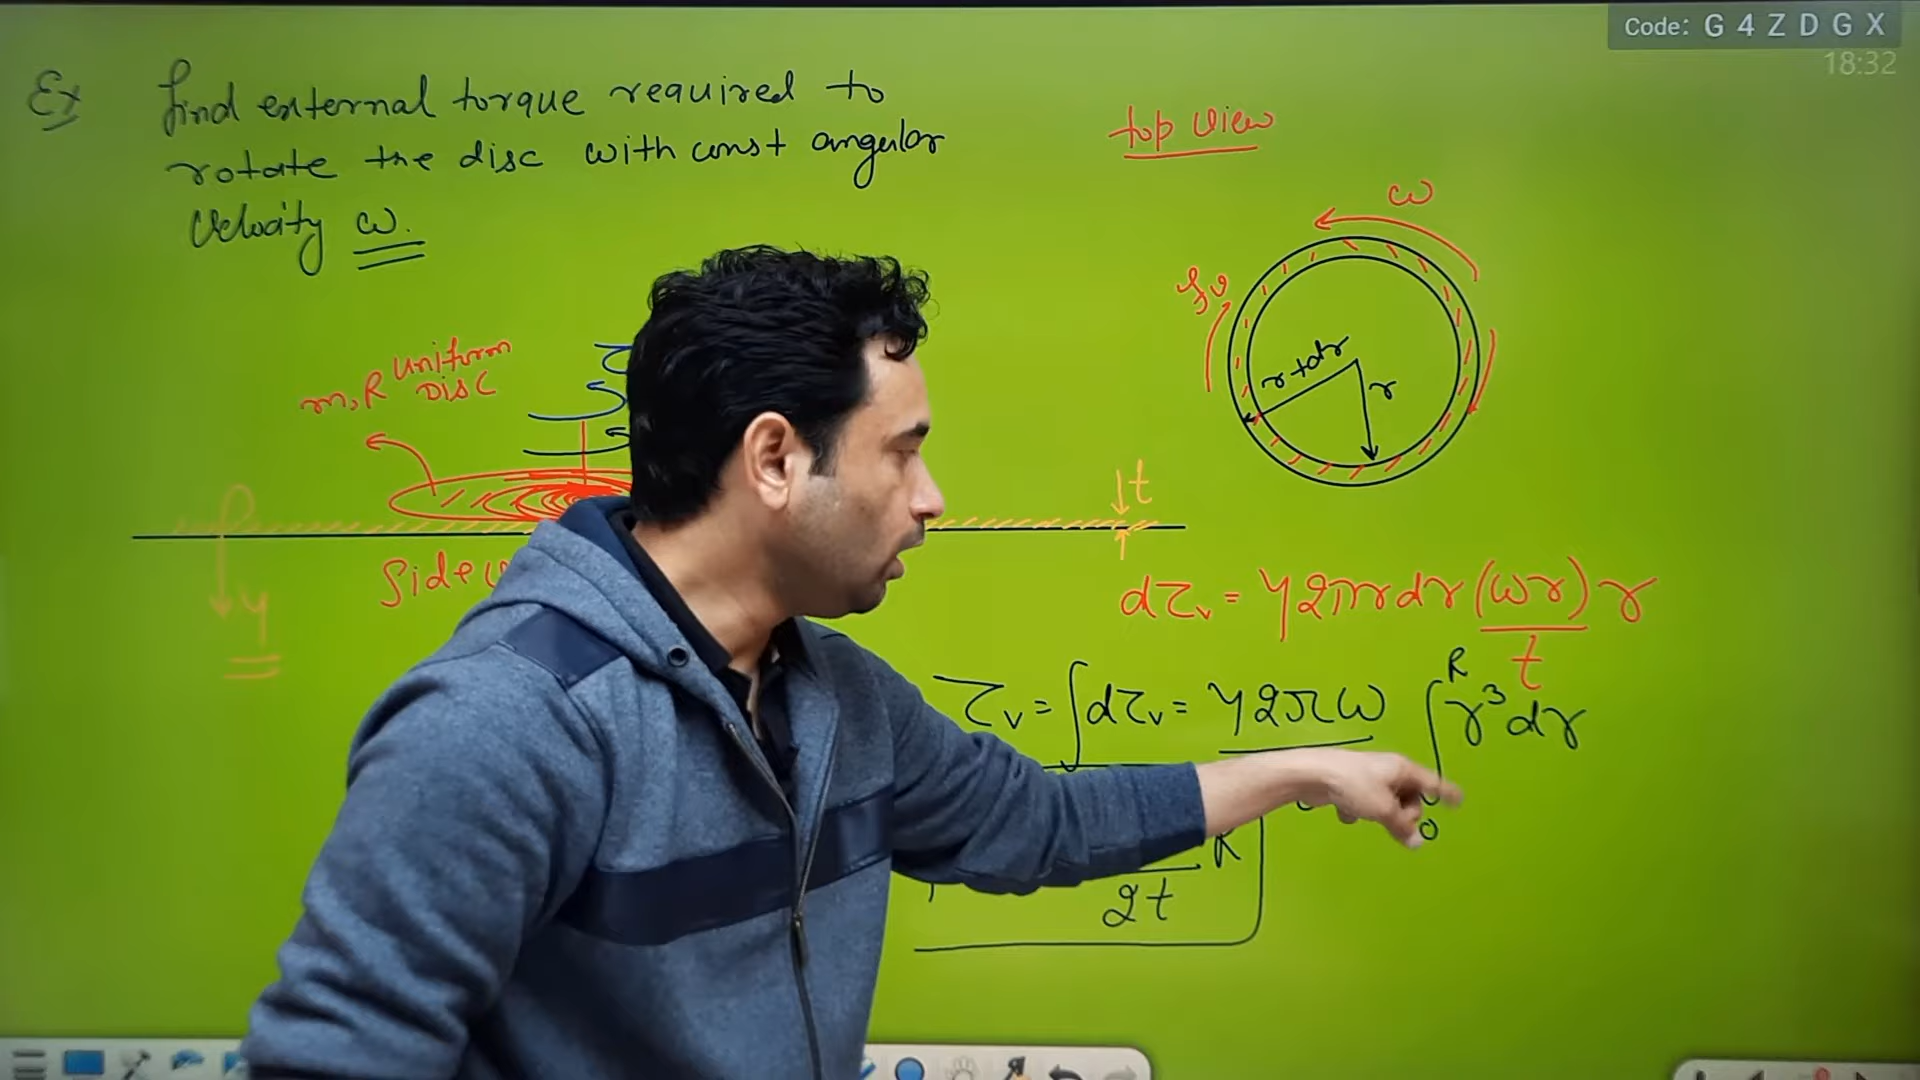 Code: G 4 Z D G X
18:32
Ex find external torque required to
rotate the disc with const angular
velocity ω.
top view
ω
fv
r+dr
r
m, R uniform
DISC
t
η
Side
dτv = η2πrdr (ωr) r
t
τv = ∫dτv = η2πω ∫ r³dr
R
0
2t